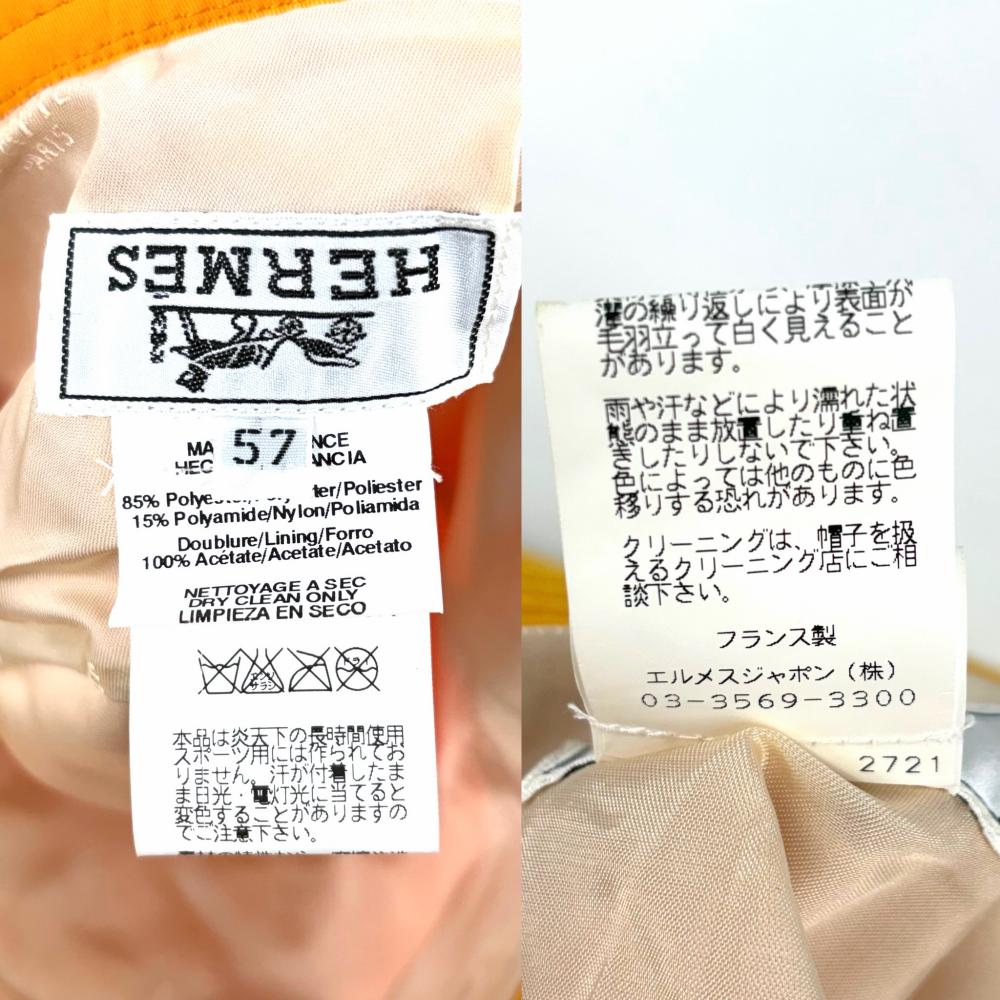 PARIS
HERMES
57
85%
15% Polyamide/Nylon/Poliamida
Doublure/Lining/Forro
100% Acétate/Acetate/Acetato
NETTOYAGE A SEC
DRY CLEAN ONLY
LIMPIEZA EN SECO
本品は炎天下の長時間使用
スポーツ用には作られてお
りません。汗が付着したま
ま日光・電灯光に当てると
変色することがありますの
でご注意下さい。
濯の繰り返しにより表面が
毛羽立って白く見えること
があります。
雨や汗などにより濡れた状
態のまま放置したり重ね置
きしたりしないで下さい。
色によっては他のものに色
移りする恐れがあります。
クリーニングは、帽子を扱
えるクリーニング店にご相
談下さい。
フランス製
エルメスジャポン(株)
03-3569-3300
2721